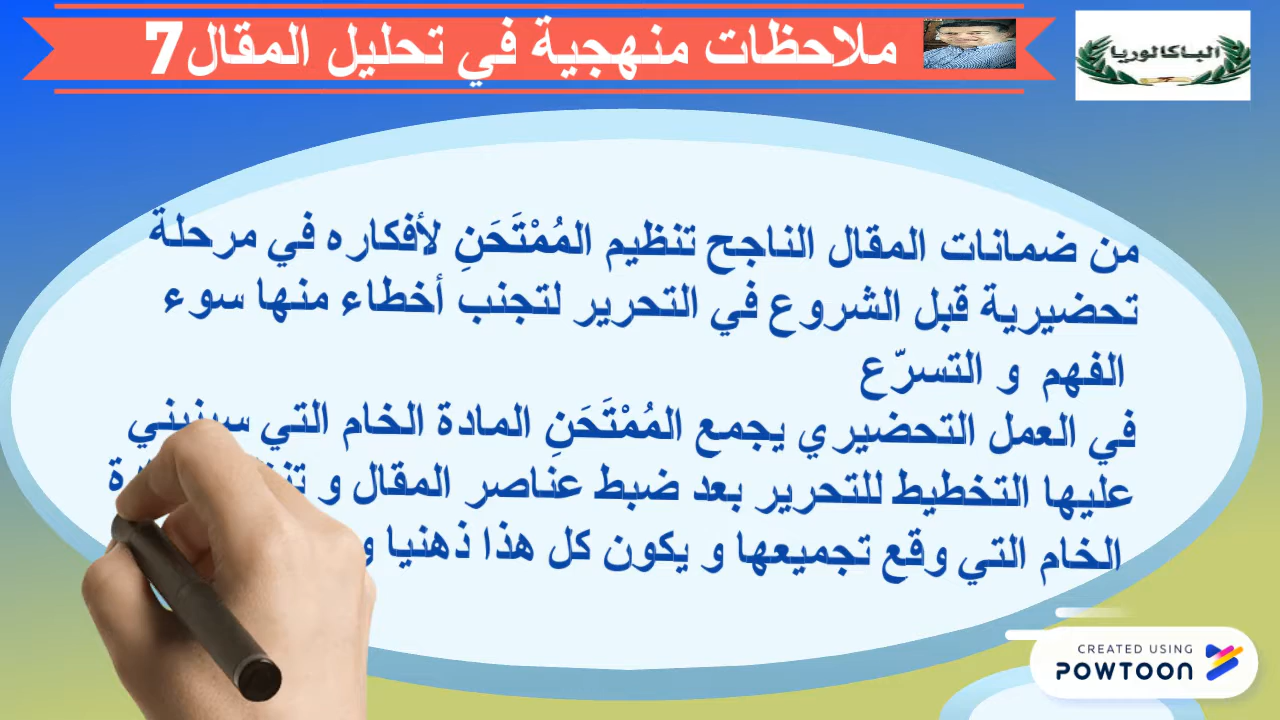 ملاحظات منهجية في تحليل المقال7
الباكالوريا
من ضمانات المقال الناجح تنظيم المُمْتَحَنِ لأفكاره في مرحلة
تحضيرية قبل الشروع في التحرير لتجنب أخطاء منها سوء
الفهم و التسرّع
في العمل التحضيري يجمع المُمْتَحَنِ المادة الخام التي سينبني
عليها التخطيط للتحرير بعد ضبط عناصر المقال و
الخام التي وقع تجميعها و يكون كل هذا ذهنيا و
CREATED USING
POWTOON